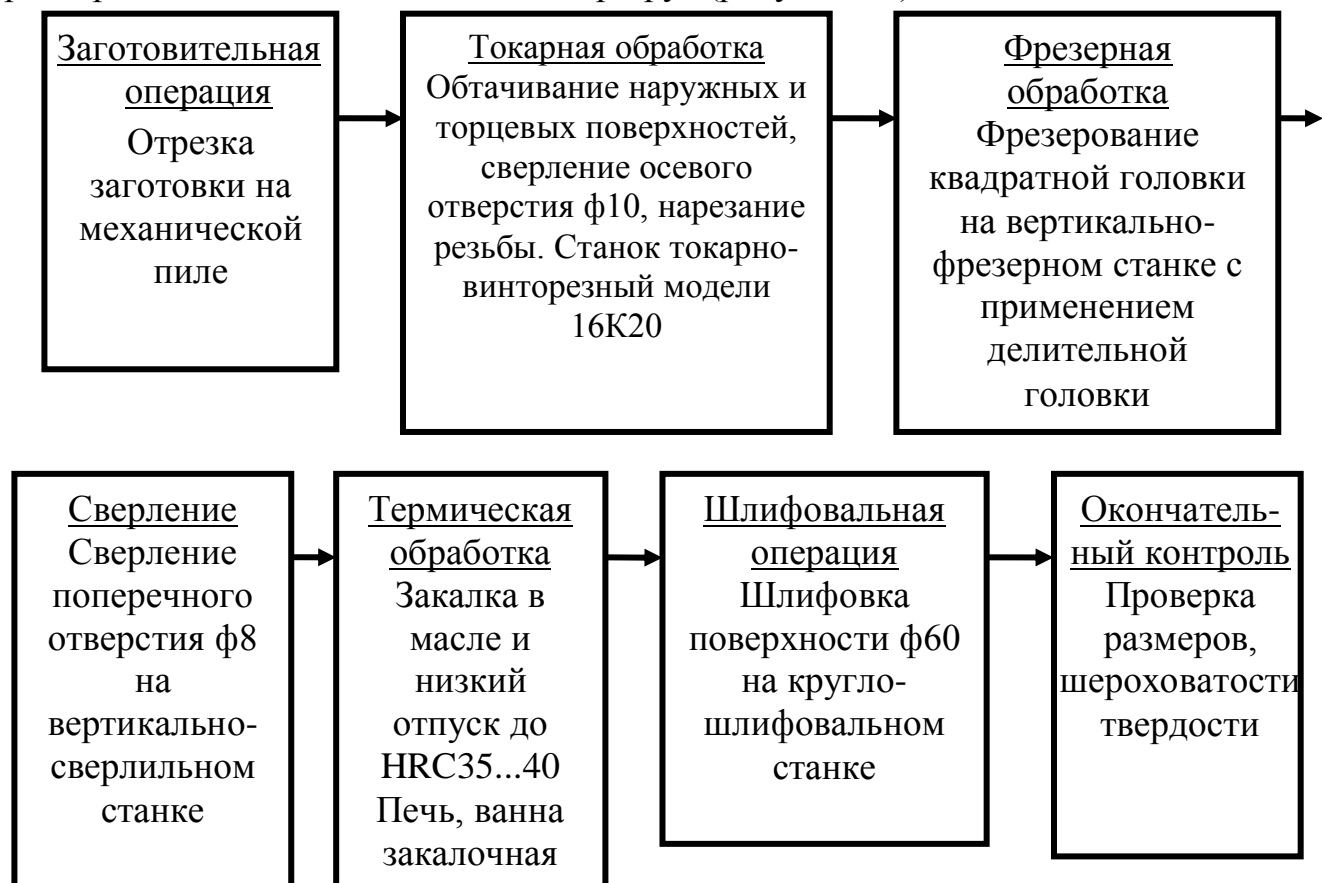 Заготовительная
операция
Отрезка
заготовки на
механической
пиле
Токарная обработка
Обтачивание наружных и
торцевых поверхностей,
сверление осевого
отверстия ф10, нарезание
резьбы. Станок токарно-
винторезный модели
16К20
Фрезерная
обработка
Фрезерование
квадратной головки
на вертикально-
фрезерном станке с
применением
делительной
головки
Сверление
Сверление
поперечного
отверстия ф8
на
вертикально-
сверлильном
станке
Термическая
обработка
Закалка в
масле и
низкий
отпуск до
HRC35...40
Печь, ванна
закалочная
Шлифовальная
операция
Шлифовка
поверхности ф60
на кругло-
шлифовальном
станке
Окончатель-
ный контроль
Проверка
размеров,
шероховатости
твердости